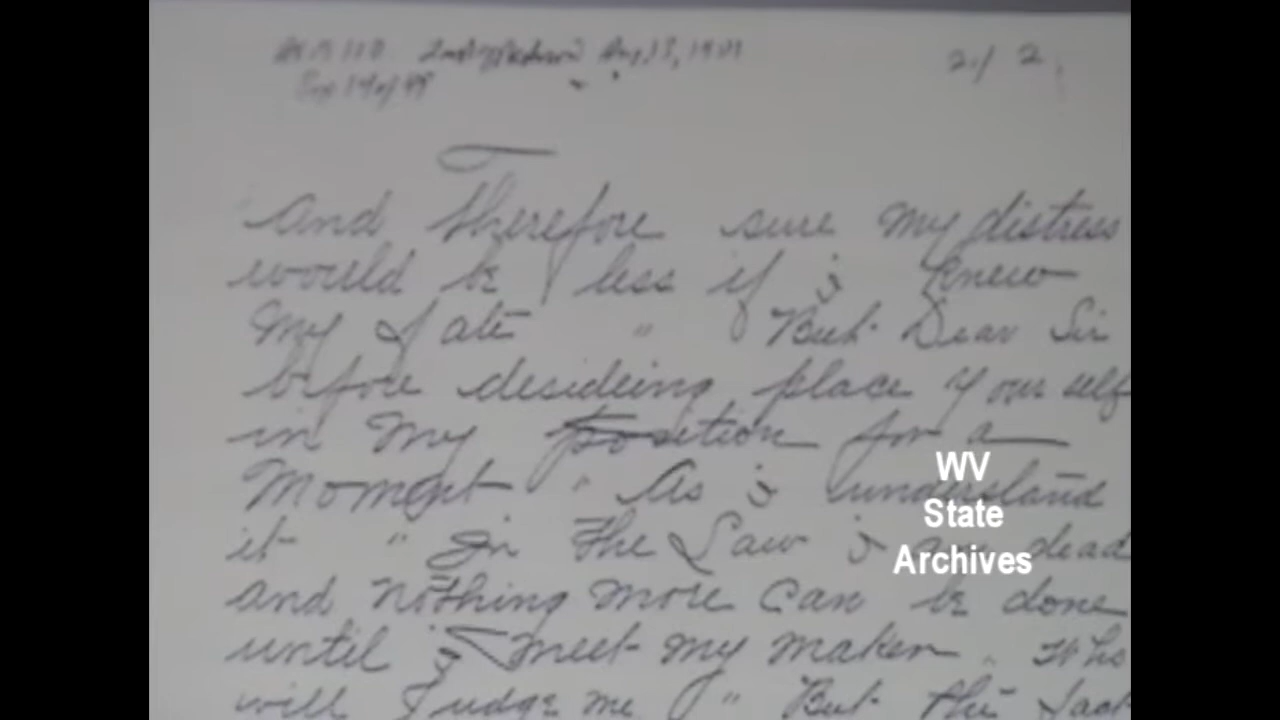 2 / 2
And Therefore sure my distress
would be less if i knew
My fate " But Dear Sir
before desideing place your self
in My position for a
Moment " As i understand
it " In The Law i am dead
and nothing more can be done
until i meet my maker . Who
will Judge me " But the fact
WV
State
Archives